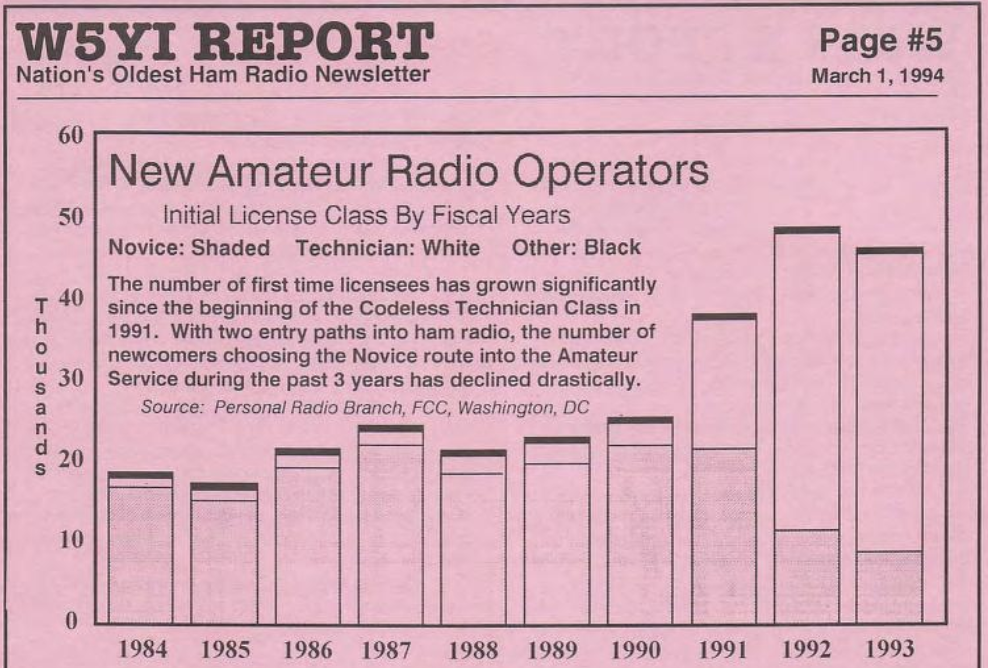 W5YI REPORT
Nation's Oldest Ham Radio Newsletter
Page #5
March 1, 1994
New Amateur Radio Operators
Initial License Class By Fiscal Years
Novice: Shaded Technician: White Other: Black
The number of first time licensees has grown significantly
since the beginning of the Codeless Technician Class in
1991. With two entry paths into ham radio, the number of
newcomers choosing the Novice route into the Amateur
Service during the past 3 years has declined drastically.
Source: Personal Radio Branch, FCC, Washington, DC
Thousands
60
50
40
30
20
10
0
1984 1985 1986 1987 1988 1989 1990 1991 1992 1993